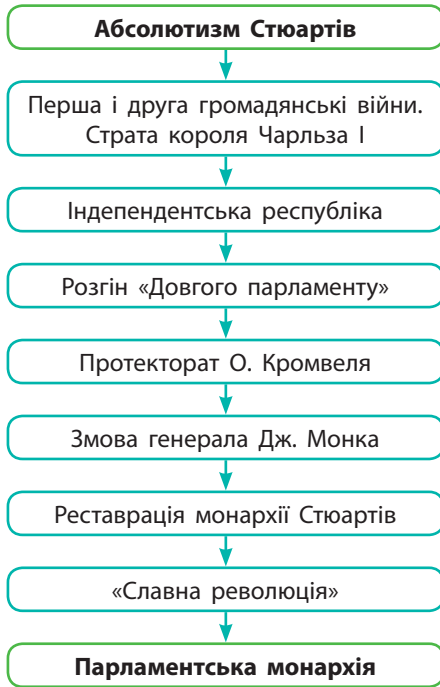 Абсолютизм Стюартів
Перша і друга громадянські війни.
Страта короля Чарльза І
Індепендентська республіка
Розгін «Довгого парламенту»
Протекторат О. Кромвеля
Змова генерала Дж. Монка
Реставрація монархії Стюартів
«Славна революція»
Парламентська монархія